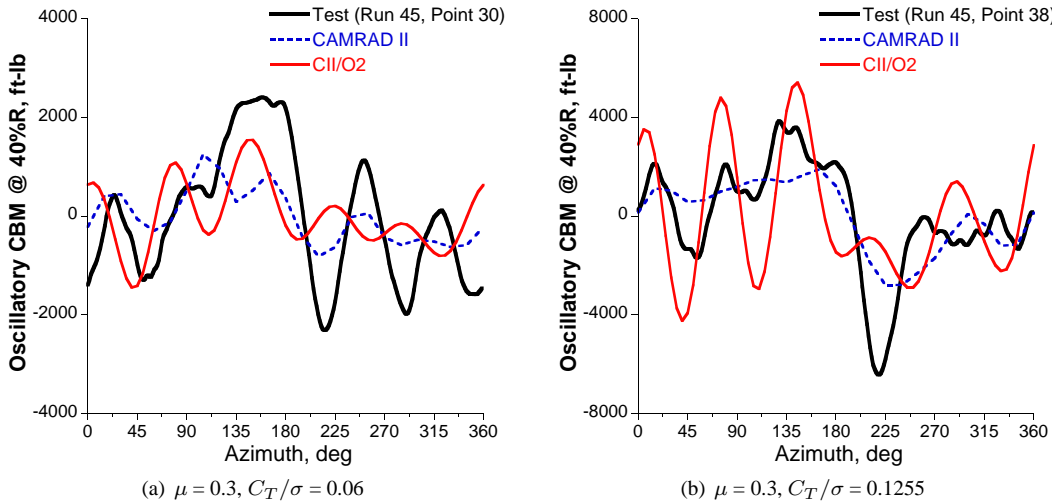 Oscillatory CBM @ 40%R, ft-lb
4000
2000
0
-2000
-4000
0 45 90 135 180 225 270 315 360
Azimuth, deg
Test (Run 45, Point 30)
CAMRAD II
CII/O2
(a) μ = 0.3, C_T/σ = 0.06
Oscillatory CBM @ 40%R, ft-lb
8000
4000
0
-4000
-8000
0 45 90 135 180 225 270 315 360
Azimuth, deg
Test (Run 45, Point 38)
CAMRAD II
CII/O2
(b) μ = 0.3, C_T/σ = 0.1255